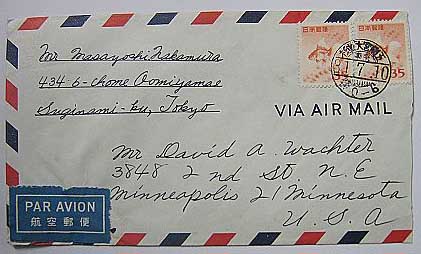 Mr Masayoshi Nakamura
434 6-chome Oomiyamae
Suginami-ku, Tokyo
日本郵便
日本郵便
35
VIA AIR MAIL
Mr David A. Wachter
3848 2nd St. N.E
Minneapolis 21 Minnesota
U.S.A
PAR AVION
航空郵便